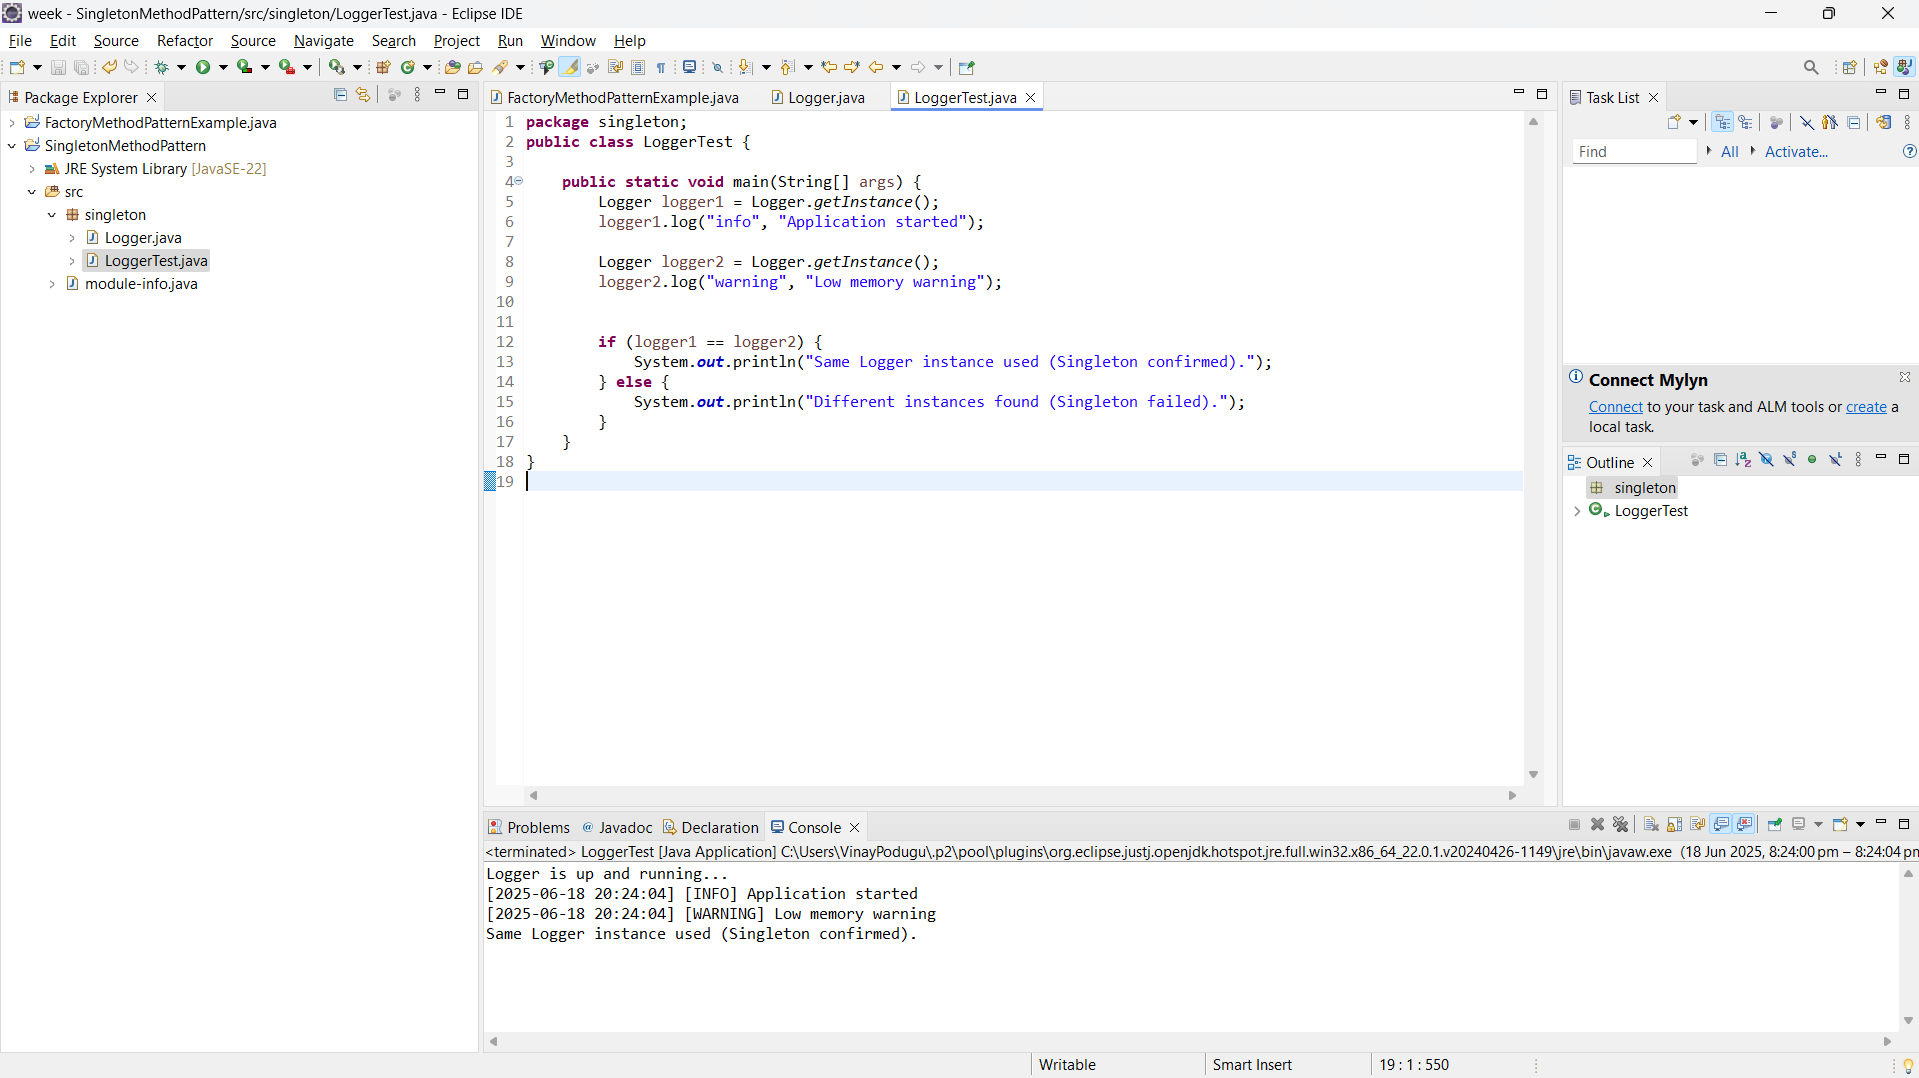 week - SingletonMethodPattern/src/singleton/LoggerTest.java - Eclipse IDE
File Edit Source Refactor Source Navigate Search Project Run Window Help
Package Explorer
FactoryMethodPatternExample.java
SingletonMethodPattern
JRE System Library [JavaSE-22]
src
singleton
Logger.java
LoggerTest.java
module-info.java
FactoryMethodPatternExample.java Logger.java LoggerTest.java
1 package singleton;
2 public class LoggerTest {
3
4 public static void main(String[] args) {
5 Logger logger1 = Logger.getInstance();
6 logger1.log("info", "Application started");
7
8 Logger logger2 = Logger.getInstance();
9 logger2.log("warning", "Low memory warning");
10
11
12 if (logger1 == logger2) {
13 System.out.println("Same Logger instance used (Singleton confirmed).");
14 } else {
15 System.out.println("Different instances found (Singleton failed).");
16 }
17 }
18 }
19
Task List
Find All Activate...
Connect Mylyn
Connect to your task and ALM tools or create a
local task.
Outline
singleton
LoggerTest
Problems Javadoc Declaration Console
<terminated> LoggerTest [Java Application] C:\Users\VinayPodugu\.p2\pool\plugins\org.eclipse.justj.openjdk.hotspot.jre.full.win32.x86_64_22.0.1.v20240426-1149\jre\bin\javaw.exe (18 Jun 2025, 8:24:00 pm – 8:24:04 pm
Logger is up and running...
[2025-06-18 20:24:04] [INFO] Application started
[2025-06-18 20:24:04] [WARNING] Low memory warning
Same Logger instance used (Singleton confirmed).
Writable Smart Insert 19 : 1 : 550